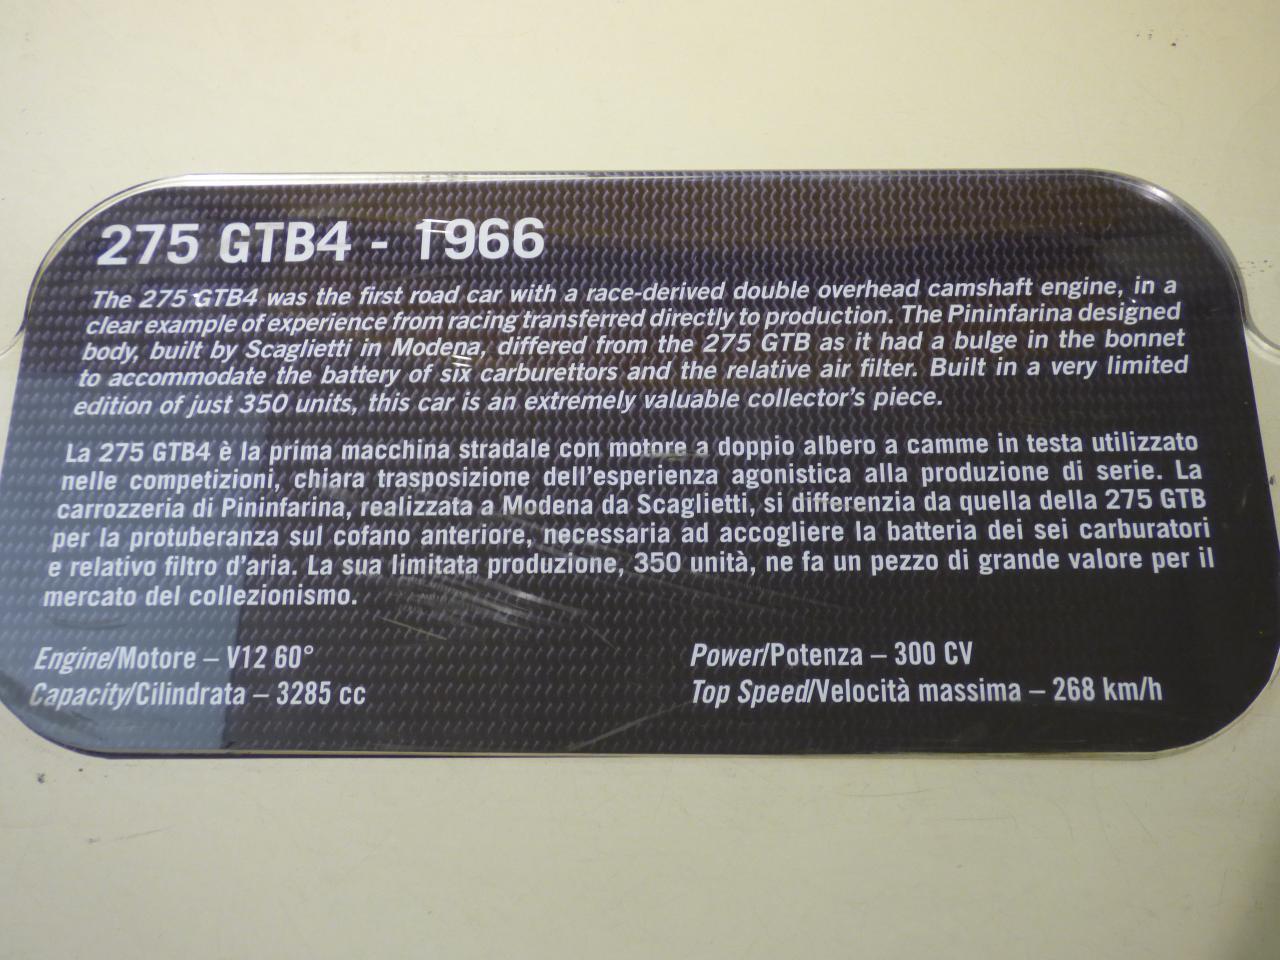 275 GTB4 - 1966
The 275 GTB4 was the first road car with a race-derived double overhead camshaft engine, in a
clear example of experience from racing transferred directly to production. The Pininfarina designed
body, built by Scaglietti in Modena, differed from the 275 GTB as it had a bulge in the bonnet
to accommodate the battery of six carburettors and the relative air filter. Built in a very limited
edition of just 350 units, this car is an extremely valuable collector's piece.
La 275 GTB4 è la prima macchina stradale con motore a doppio albero a camme in testa utilizzato
nelle competizioni, chiara trasposizione dell'esperienza agonistica alla produzione di serie. La
carrozzeria di Pininfarina, realizzata a Modena da Scaglietti, si differenzia da quella della 275 GTB
per la protuberanza sul cofano anteriore, necessaria ad accogliere la batteria dei sei carburatori
e relativo filtro d'aria. La sua limitata produzione, 350 unità, ne fa un pezzo di grande valore per il
mercato del collezionismo.
Engine/Motore – V12 60°
Capacity/Cilindrata – 3285 cc
Power/Potenza – 300 CV
Top Speed/Velocità massima – 268 km/h